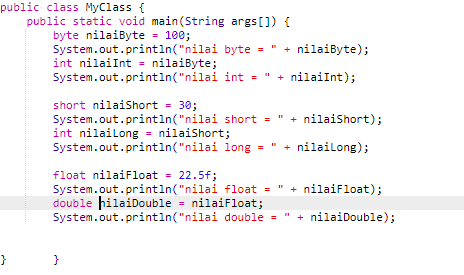 public class MyClass {
    public static void main(String args[]) {
        byte nilaiByte = 100;
        System.out.println("nilai byte = " + nilaiByte);
        int nilaiInt = nilaiByte;
        System.out.println("nilai int = " + nilaiInt);

        short nilaiShort = 30;
        System.out.println("nilai short = " + nilaiShort);
        int nilaiLong = nilaiShort;
        System.out.println("nilai long = " + nilaiLong);

        float nilaiFloat = 22.5f;
        System.out.println("nilai float = " + nilaiFloat);
        double nilaiDouble = nilaiFloat;
        System.out.println("nilai double = " + nilaiDouble);


}       }